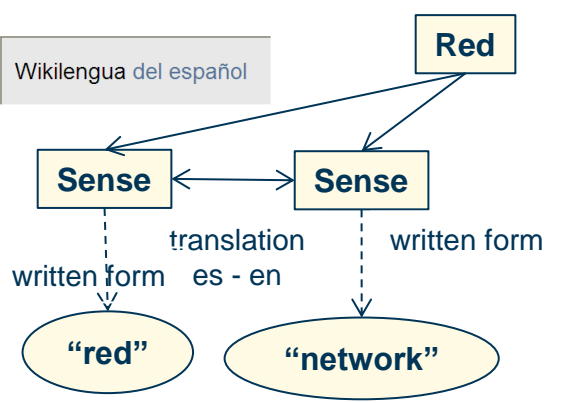 Red
Wikilengua del español
Sense
Sense
translation
es - en
written form
written form
“red”
“network”